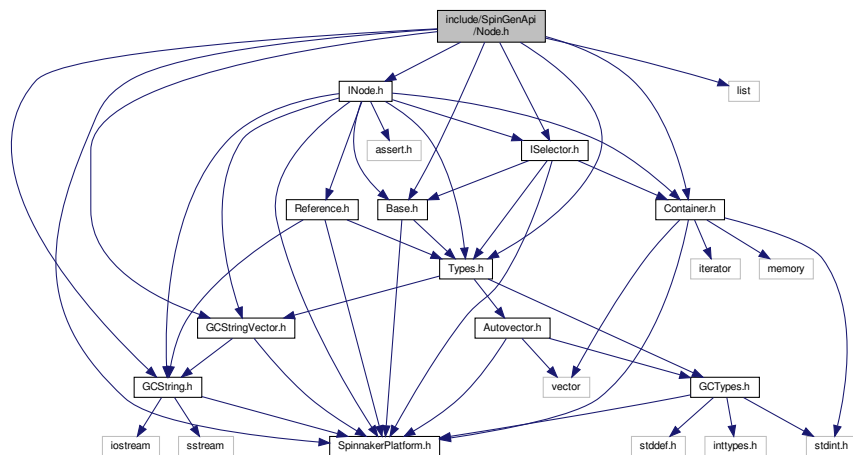 include/SpinGenApi
/Node.h
INode.h
list
assert.h
ISelector.h
Reference.h
Base.h
Container.h
Types.h
iterator
memory
GCStringVector.h
Autovector.h
GCString.h
vector
GCTypes.h
iostream
sstream
SpinnakerPlatform.h
stddef.h
inttypes.h
stdint.h